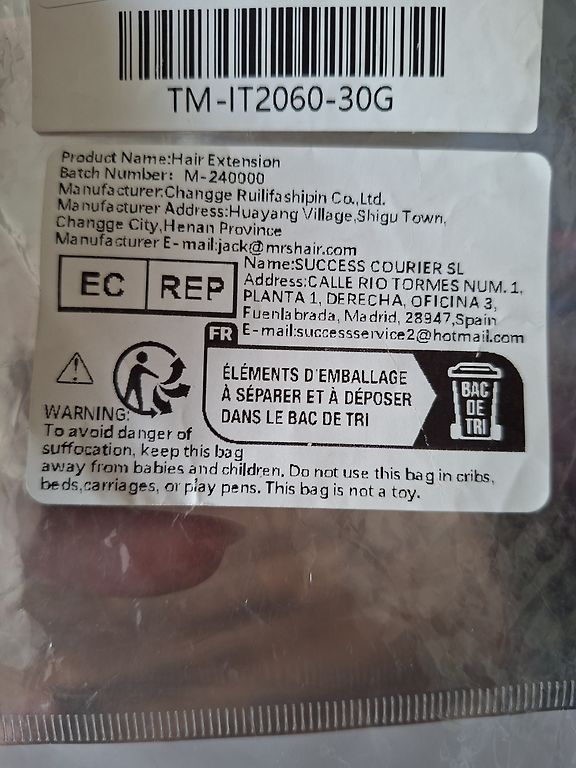 TM-IT2060-30G
Product Name:Hair Extension
Batch Number: M-240000
Manufacturer:Changge Ruilifashipin Co.,Ltd.
Manufacturer Address:Huayang Village,Shigu Town,
Changge City,Henan Province
Manufacturer E-mail:jack@mrshair.com
EC REP
Name:SUCCESS COURIER SL
Address:CALLE RIO TORMES NUM. 1,
PLANTA 1, DERECHA, OFICINA 3,
Fuenlabrada, Madrid, 28947,Spain
E-mail:successservice2@hotmail.com
FR
ÉLÉMENTS D'EMBALLAGE
À SÉPARER ET À DÉPOSER
DANS LE BAC DE TRI
BAC
DE
TRI
WARNING:
To avoid danger of
suffocation, keep this bag
away from babies and children. Do not use this bag in cribs,
beds,carriages, or play pens. This bag is not a toy.